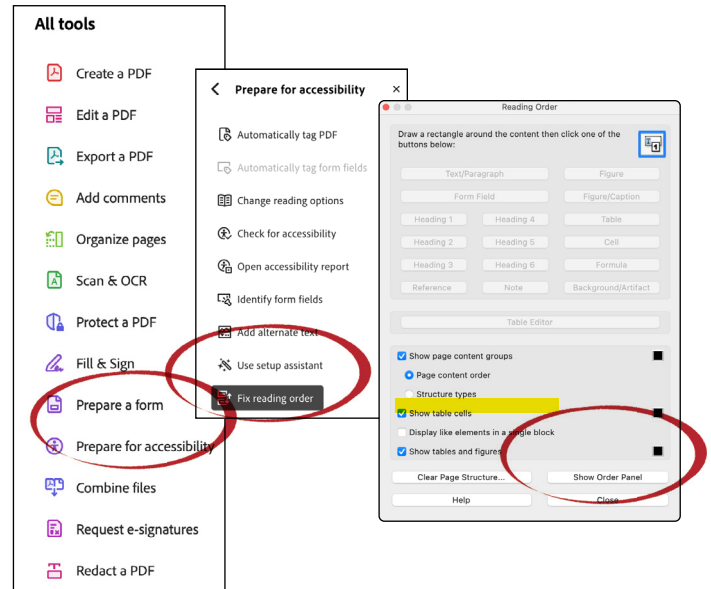 All tools
Create a PDF
Edit a PDF
Export a PDF
Add comments
Organize pages
Scan & OCR
Protect a PDF
Fill & Sign
Prepare a form
Prepare for accessibility
Combine files
Request e-signatures
Redact a PDF
Prepare for accessibility
Automatically tag PDF
Automatically tag form fields
Change reading options
Check for accessibility
Open accessibility report
Identify form fields
Add alternate text
Use setup assistant
Fix reading order
Reading Order
Draw a rectangle around the content then click one of the
buttons below:
Text/Paragraph Figure
Form Field Figure/Caption
Heading 1 Heading 4 Table
Heading 2 Heading 5 Cell
Heading 3 Heading 6 Formula
Reference Note Background/Artifact
Table Editor
Show page content groups
Page content order
Structure types
Show table cells
Display like elements in a single block
Show tables and figures
Clear Page Structure... Show Order Panel
Help Close